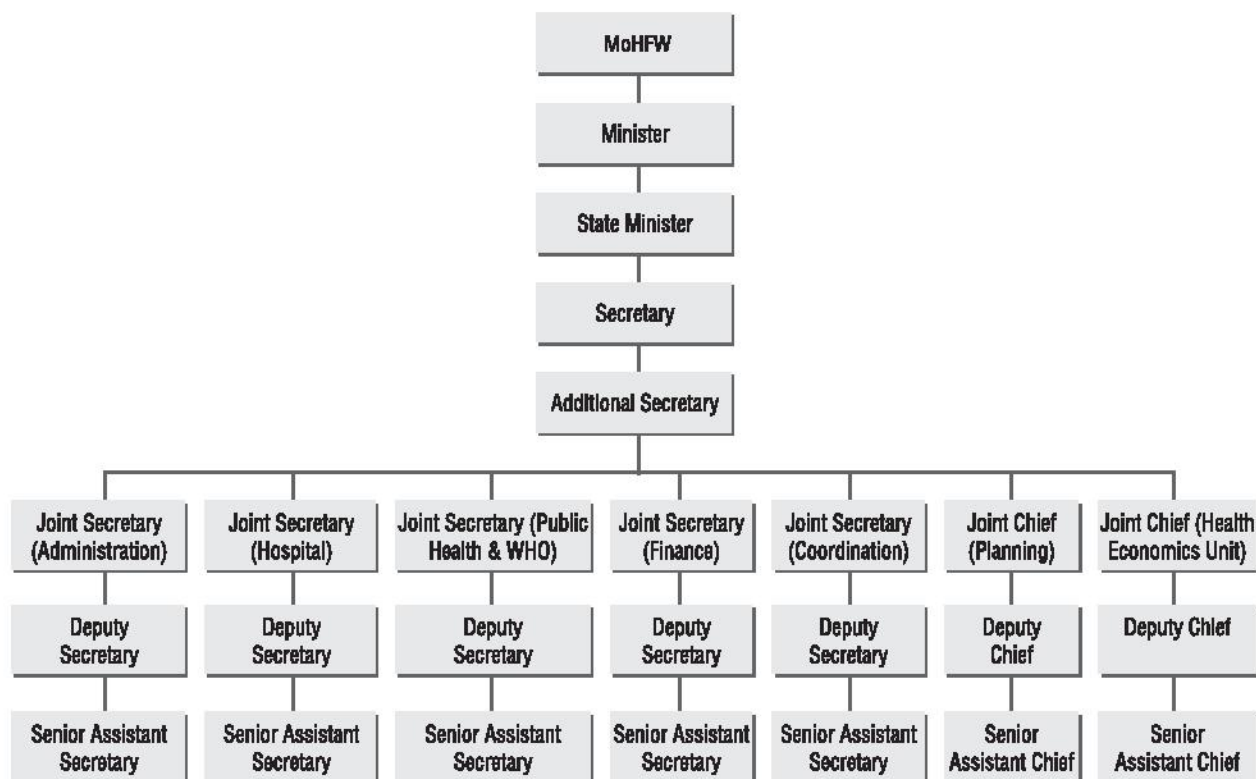 MoHFW
Minister
State Minister
Secretary
Additional Secretary
Joint Secretary
(Administration)
Joint Secretary
(Hospital)
Joint Secretary (Public
Health & WHO)
Joint Secretary
(Finance)
Joint Secretary
(Coordination)
Joint Chief
(Planning)
Joint Chief (Health
Economics Unit)
Deputy
Secretary
Deputy
Secretary
Deputy
Secretary
Deputy
Secretary
Deputy
Secretary
Deputy
Chief
Deputy Chief
Senior Assistant
Secretary
Senior Assistant
Secretary
Senior Assistant
Secretary
Senior Assistant
Secretary
Senior Assistant
Secretary
Senior
Assistant Chief
Senior
Assistant Chief